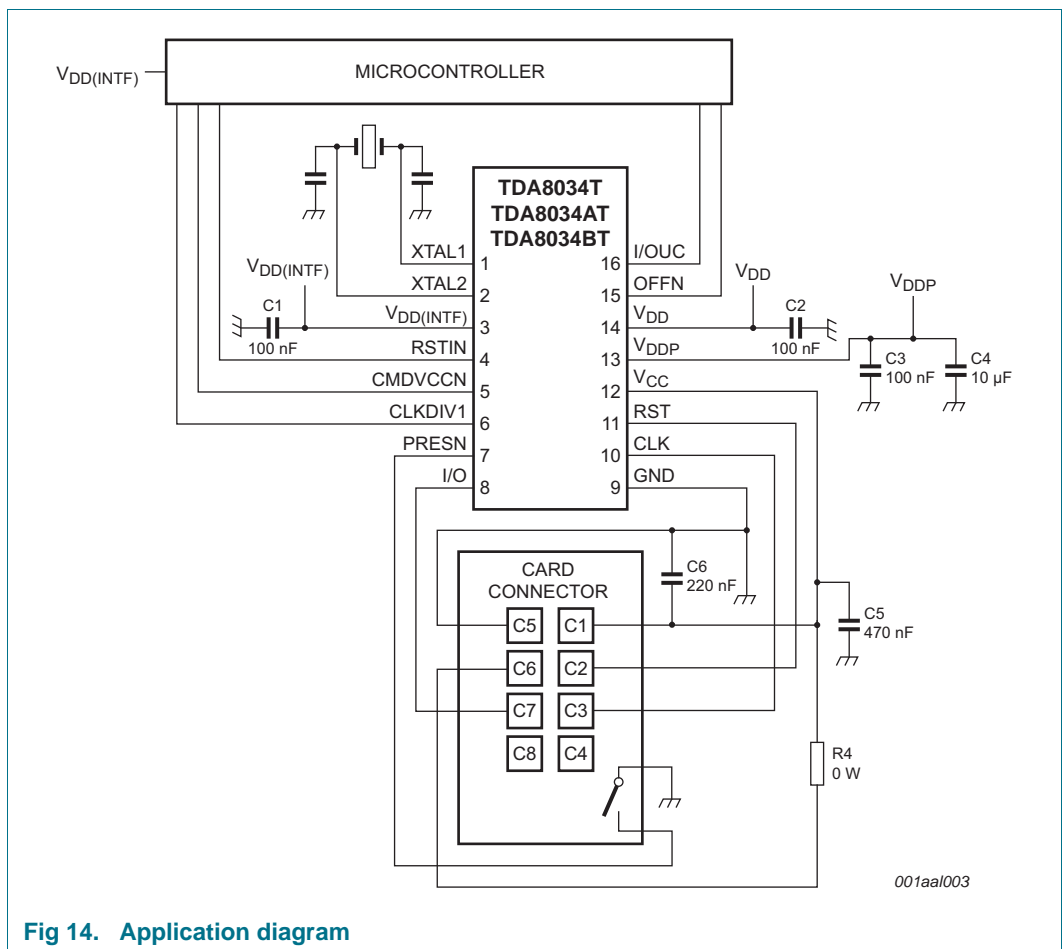 MICROCONTROLLER
VDD(INTF)
TDA8034T
TDA8034AT
TDA8034BT
XTAL1
1
XTAL2
2
VDD(INTF)
C1
100 nF
VDD(INTF)
3
RSTIN
4
CMDVCCN
5
CLKDIV1
6
PRESN
7
I/O
8
16
I/OUC
15
OFFN
14
VDD
13
VDDP
12
VCC
11
RST
10
CLK
9
GND
VDD
C2
100 nF
VDDP
C3
100 nF
C4
10 μF
CARD
CONNECTOR
C5
C1
C6
C2
C7
C3
C8
C4
C6
220 nF
C5
470 nF
R4
0 W
001aal003
Fig 14. Application diagram